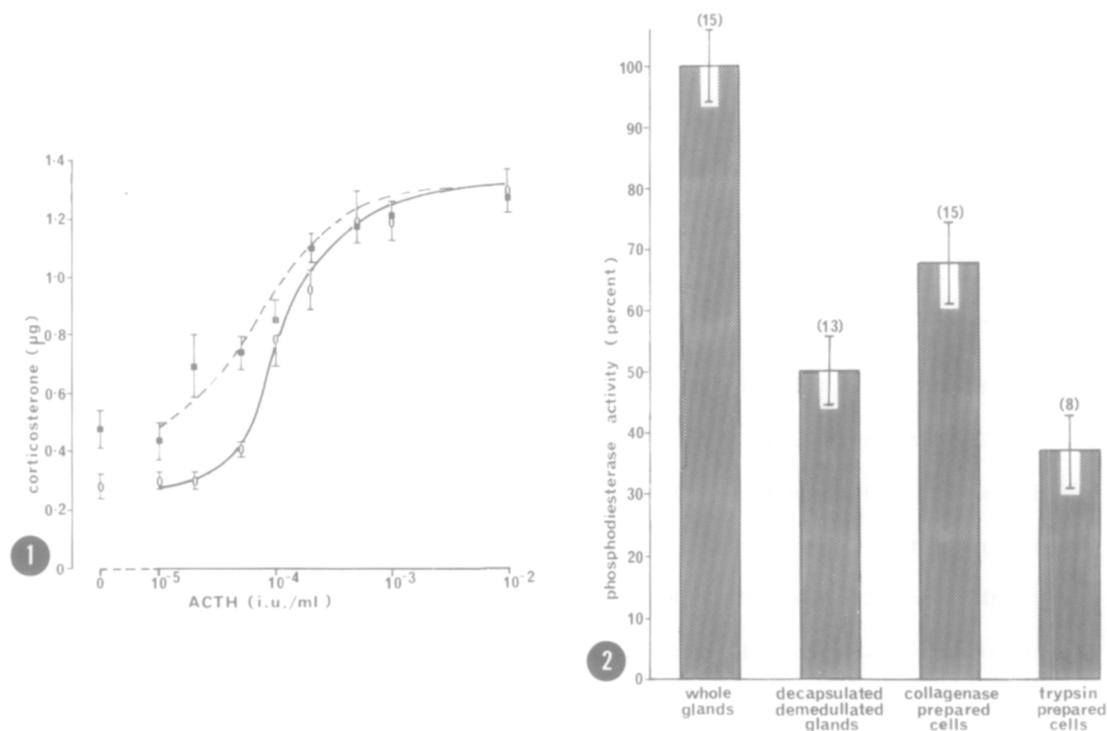 1·4
1·2
1·0
0·8
0·6
0·4
0·2
0
corticosterone (µg)
0
10-5
10-4
10-3
10-2
ACTH (i.u./ml)
1
phosphodiesterase activity (percent)
100
90
80
70
60
50
40
30
20
10
0
(15)
(13)
(15)
(8)
whole
glands
decapsulated
demedullated
glands
collagenase
prepared
cells
trypsin
prepared
cells
2